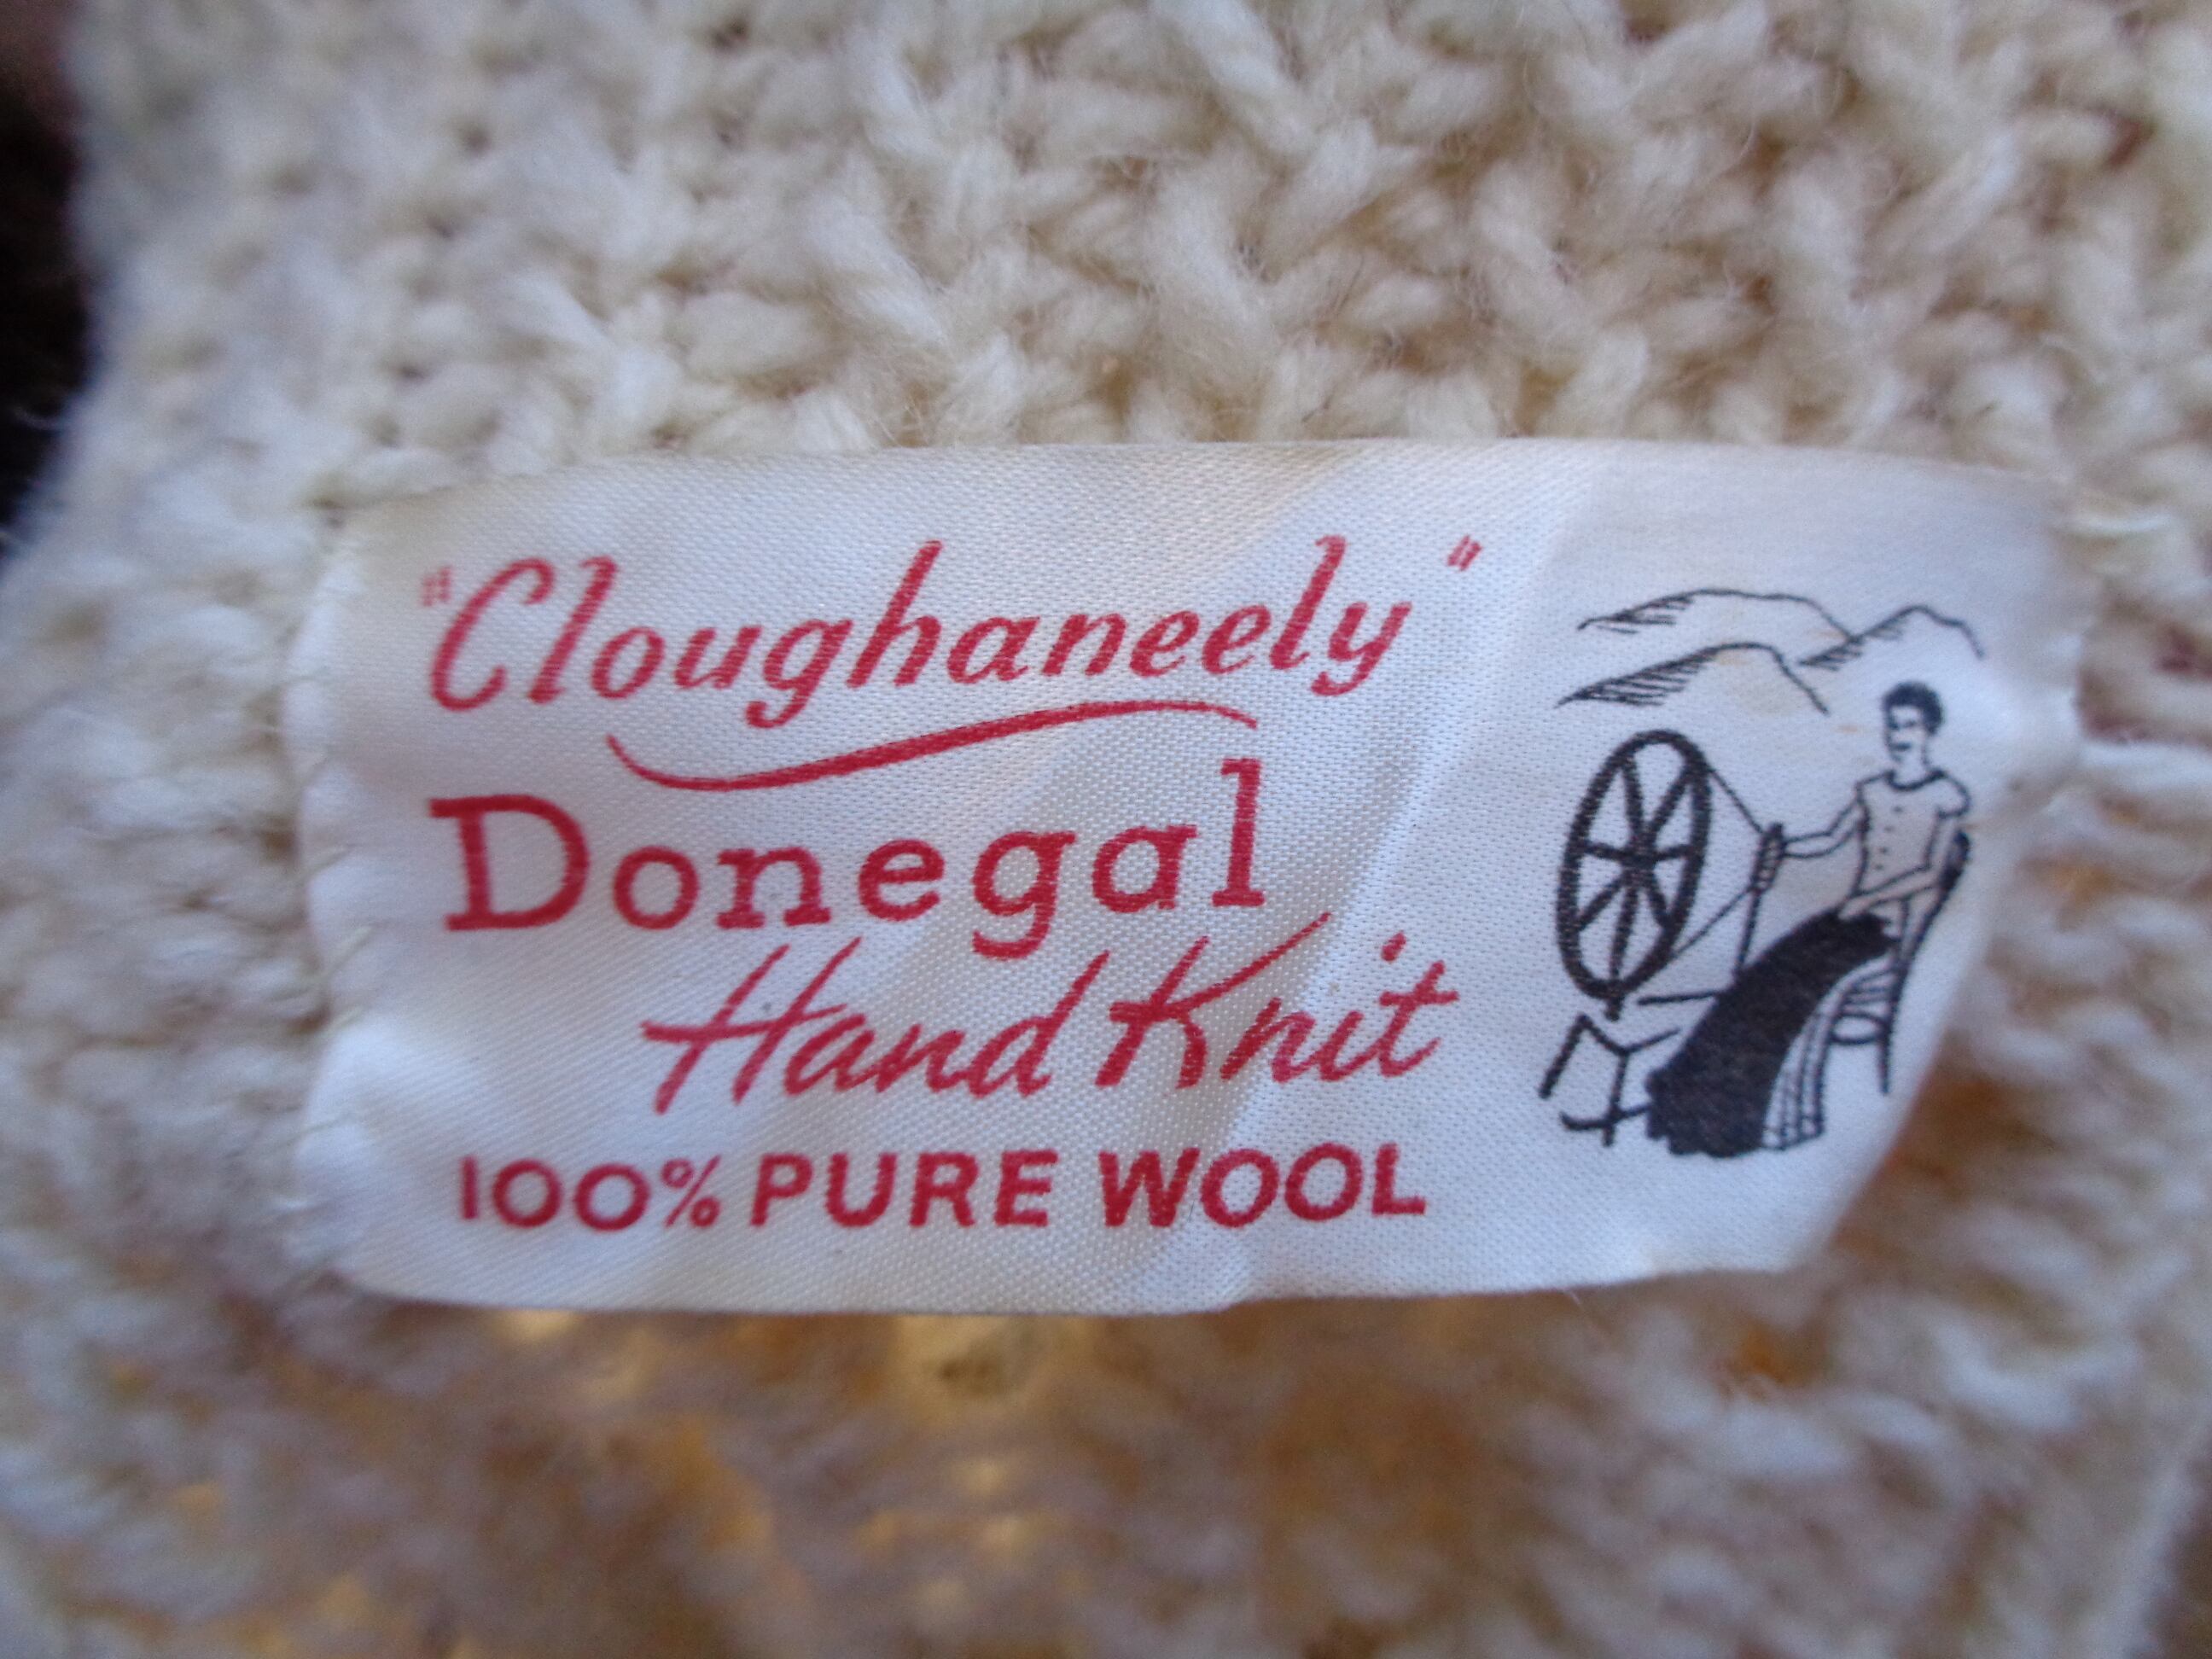 "Cloughaneely"
Donegal
Hand Knit
100% PURE WOOL